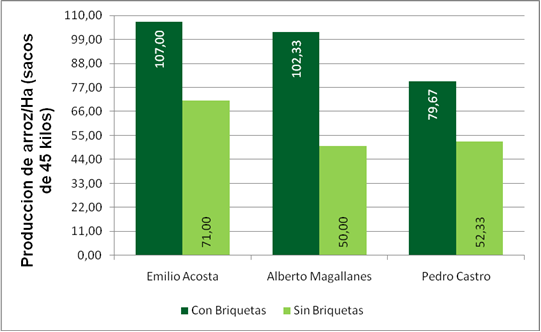 Produccion de arroz/Ha (sacos
de 45 kilos)
110,00
99,00
88,00
77,00
66,00
55,00
44,00
33,00
22,00
11,00
0,00
107,00
71,00
102,33
50,00
79,67
52,33
Emilio Acosta
Alberto Magallanes
Pedro Castro
Con Briquetas
Sin Briquetas